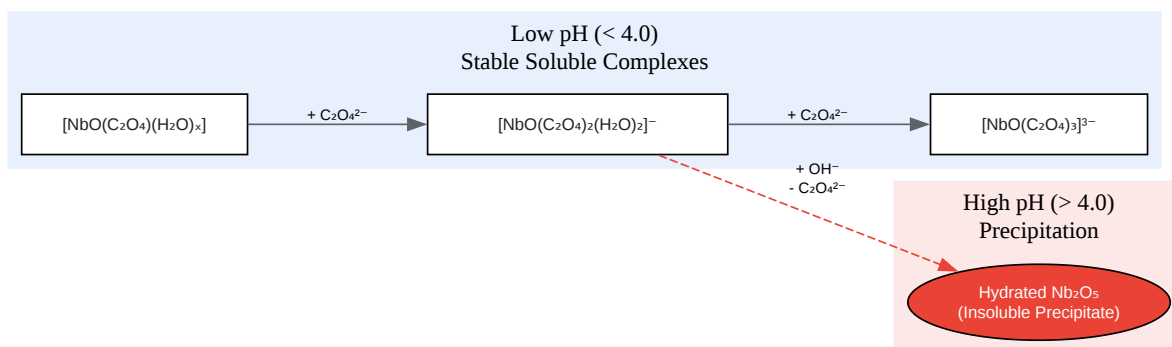 Low pH (< 4.0)
Stable Soluble Complexes
[NbO(C₂O₄)(H₂O)ₓ]
+ C₂O₄²⁻
[NbO(C₂O₄)₂(H₂O)₂]⁻
+ C₂O₄²⁻
[NbO(C₂O₄)₃]³⁻
+ OH⁻
- C₂O₄²⁻
High pH (> 4.0)
Precipitation
Hydrated Nb₂O₅
(Insoluble Precipitate)